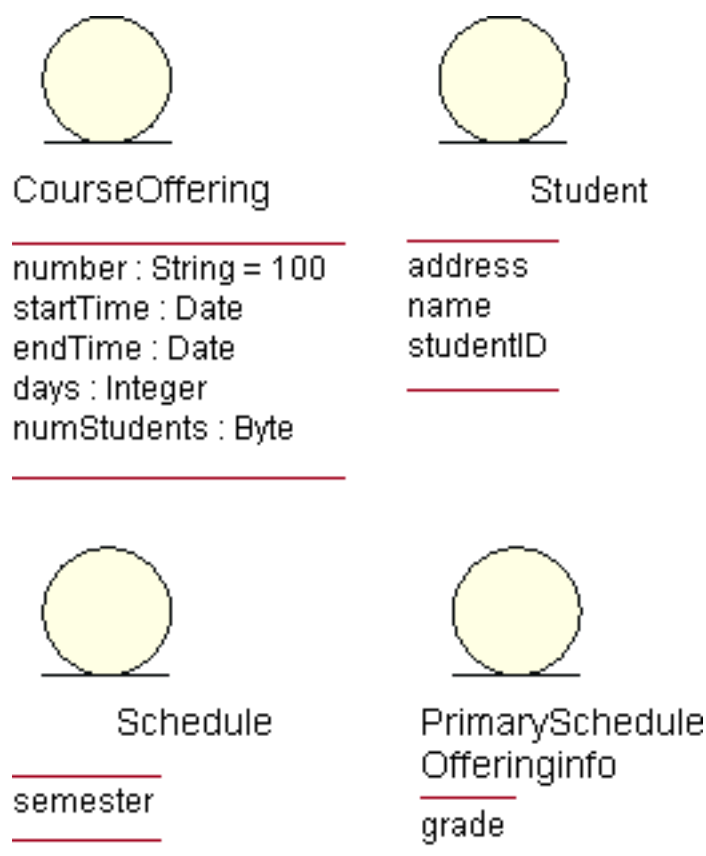 CourseOffering
number : String = 100
startTime : Date
endTime : Date
days : Integer
numStudents : Byte
Student
address
name
studentID
Schedule
semester
PrimarySchedule
Offeringinfo
grade